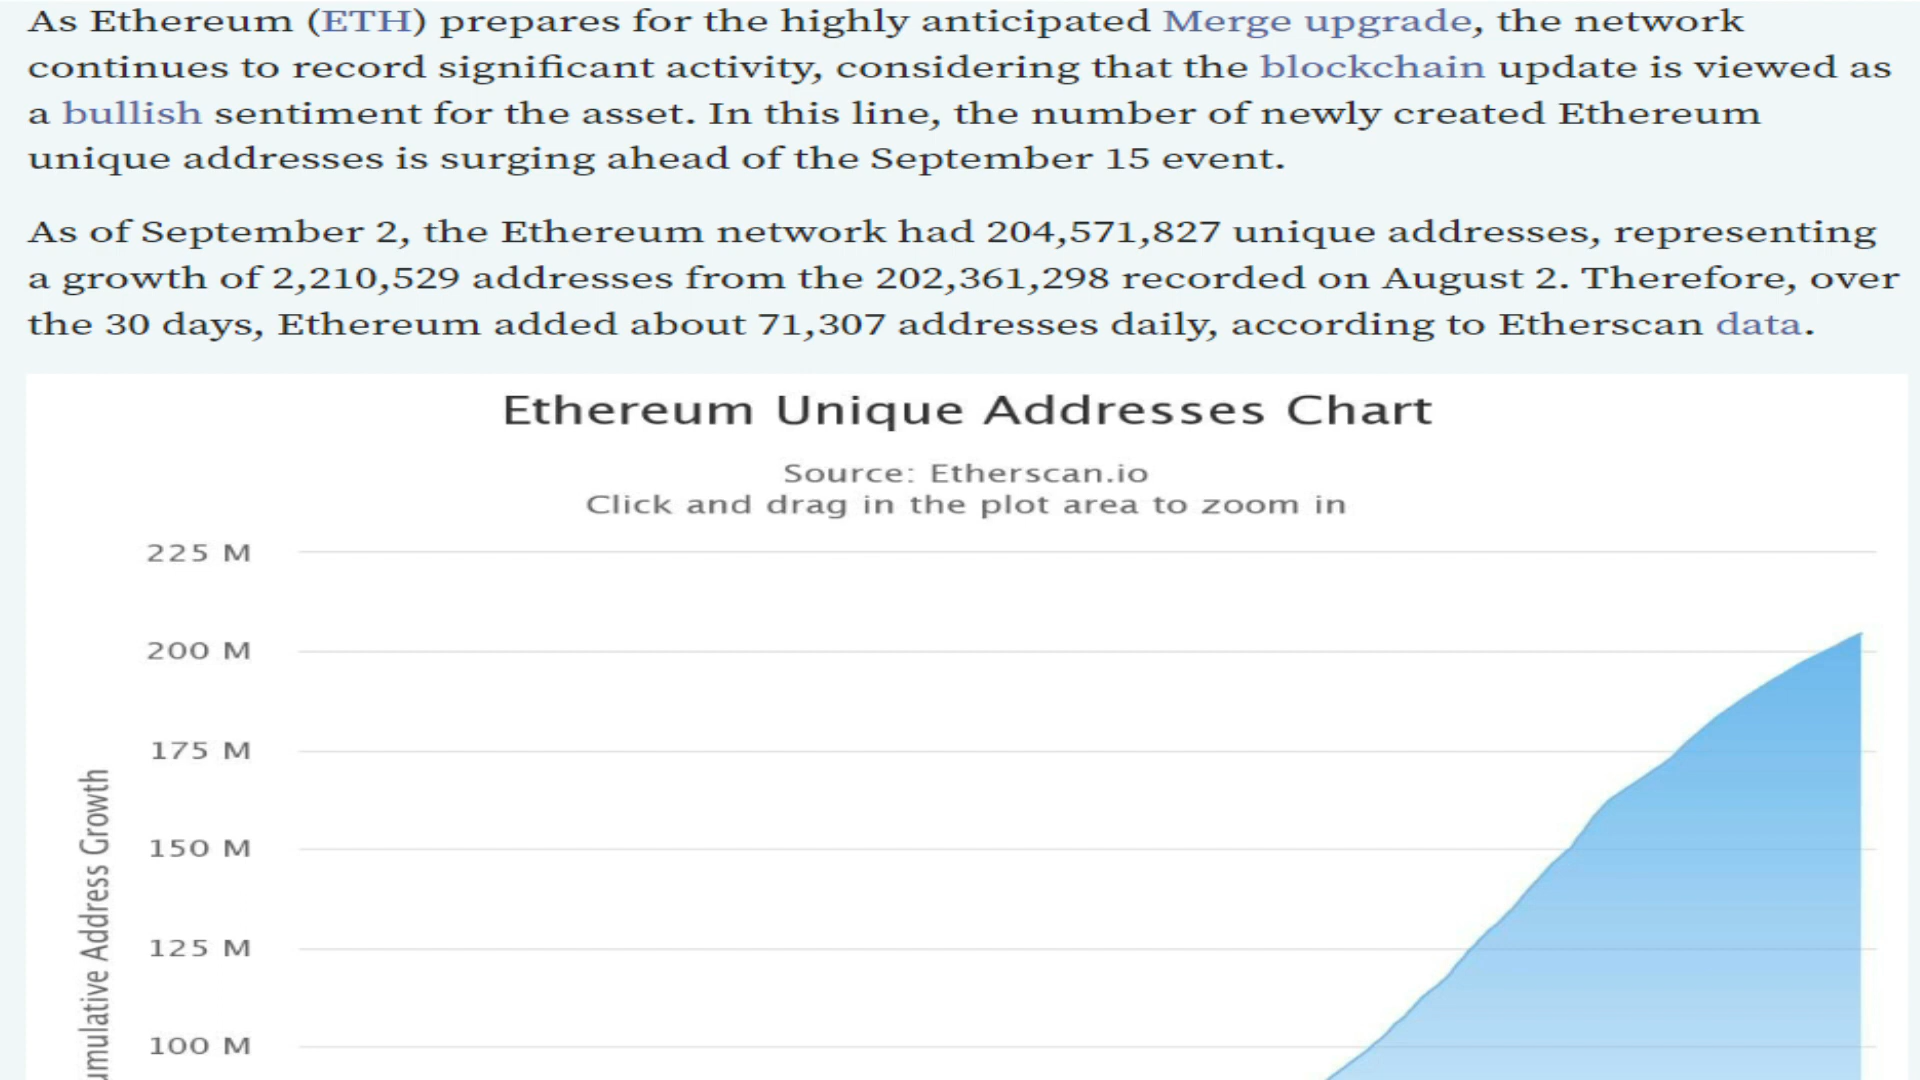 As Ethereum (ETH) prepares for the highly anticipated Merge upgrade, the network
continues to record significant activity, considering that the blockchain update is viewed as
a bullish sentiment for the asset. In this line, the number of newly created Ethereum
unique addresses is surging ahead of the September 15 event.
As of September 2, the Ethereum network had 204,571,827 unique addresses, representing
a growth of 2,210,529 addresses from the 202,361,298 recorded on August 2. Therefore, over
the 30 days, Ethereum added about 71,307 addresses daily, according to Etherscan data.
Ethereum Unique Addresses Chart
Source: Etherscan.io
Click and drag in the plot area to zoom in
225 M
200 M
175 M
150 M
125 M
100 M
umulative Address Growth